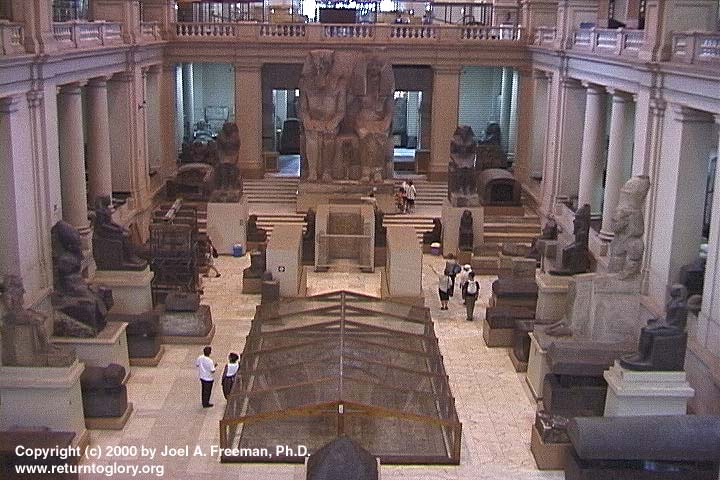 Copyright (c) 2000 by Joel A. Freeman, Ph.D.
www.returntoglory.org